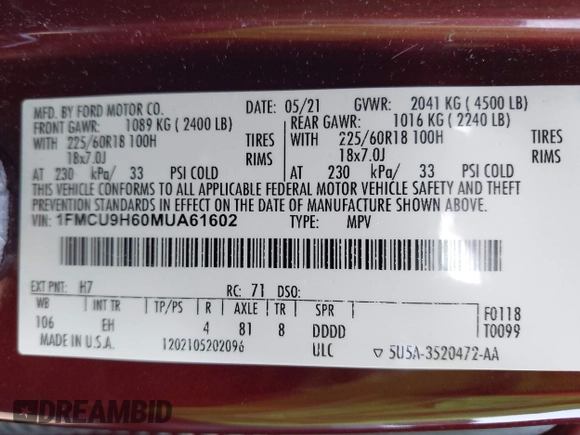 MFD. BY FORD MOTOR CO. DATE: 05/21 GVWR: 2041 KG ( 4500 LB)
FRONT GAWR: 1089 KG ( 2400 LB) REAR GAWR: 1016 KG ( 2240 LB)
WITH 225/60R18 100H TIRES WITH 225/60R18 100H TIRES
18x7.0J RIMS 18x7.0J RIMS
AT 230 kPa/ 33 PSI COLD AT 230 kPa/ 33 PSI COLD
THIS VEHICLE CONFORMS TO ALL APPLICABLE FEDERAL MOTOR VEHICLE SAFETY AND THEFT
PREVENTION STANDARDS IN EFFECT ON THE DATE OF MANUFACTURE SHOWN ABOVE.
VIN: 1FMCU9H60MUA61602 TYPE: MPV
EXT PNT: H7 RC: 71 DSO:
WB INT TR TP/PS R AXLE TR SPR F0118
106 EH 4 81 8 DDDD T0099
MADE IN U.S.A. 1202105202096 ULC ▽ 5U5A-3520472-AA
DREAMBID